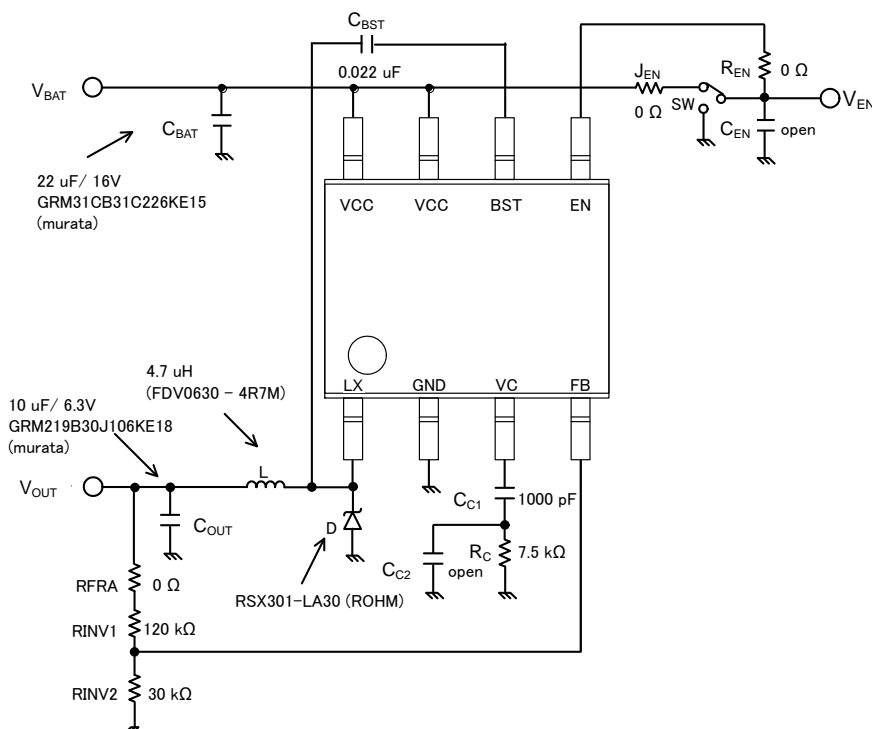 CBST
0.022 uF
VBAT
CBAT
22 uF/ 16V
GRM31CB31C226KE15
(murata)
JEN
0 Ω
SW
REN
0 Ω
VEN
CEN
open
VCC
VCC
BST
EN
LX
GND
VC
FB
4.7 uH
(FDV0630 - 4R7M)
10 uF/ 6.3V
GRM219B30J106KE18
(murata)
VOUT
L
COUT
D
RSX301-LA30 (ROHM)
CC1
1000 pF
CC2
open
RC
7.5 kΩ
RFRA
0 Ω
RINV1
120 kΩ
RINV2
30 kΩ